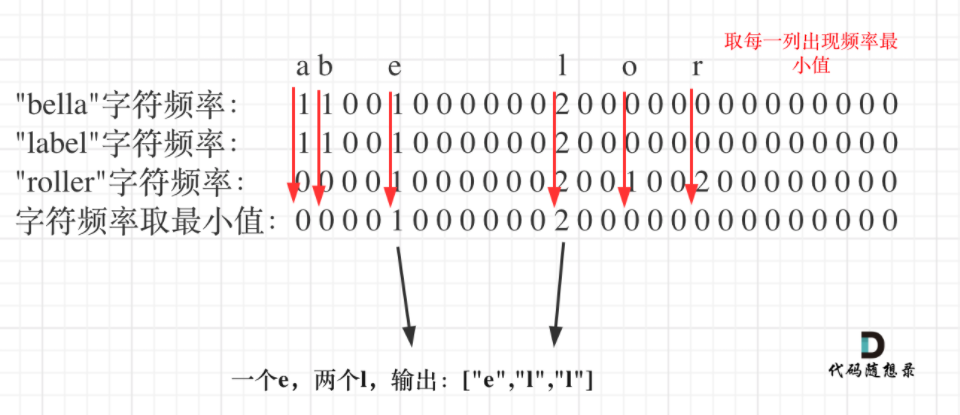 取每一列出现频率最
小值
a b e l o r
"bella"字符频率： 1 1 0 0 1 0 0 0 0 0 0 2 0 0 0 0 0 0 0 0 0 0 0 0 0 0
"label"字符频率： 1 1 0 0 1 0 0 0 0 0 0 2 0 0 0 0 0 0 0 0 0 0 0 0 0 0
"roller"字符频率： 0 0 0 0 1 0 0 0 0 0 0 2 0 0 1 0 0 2 0 0 0 0 0 0 0 0
字符频率取最小值：0 0 0 0 1 0 0 0 0 0 0 2 0 0 0 0 0 0 0 0 0 0 0 0 0 0
一个e，两个l，输出：["e","l","l"]
代码随想录